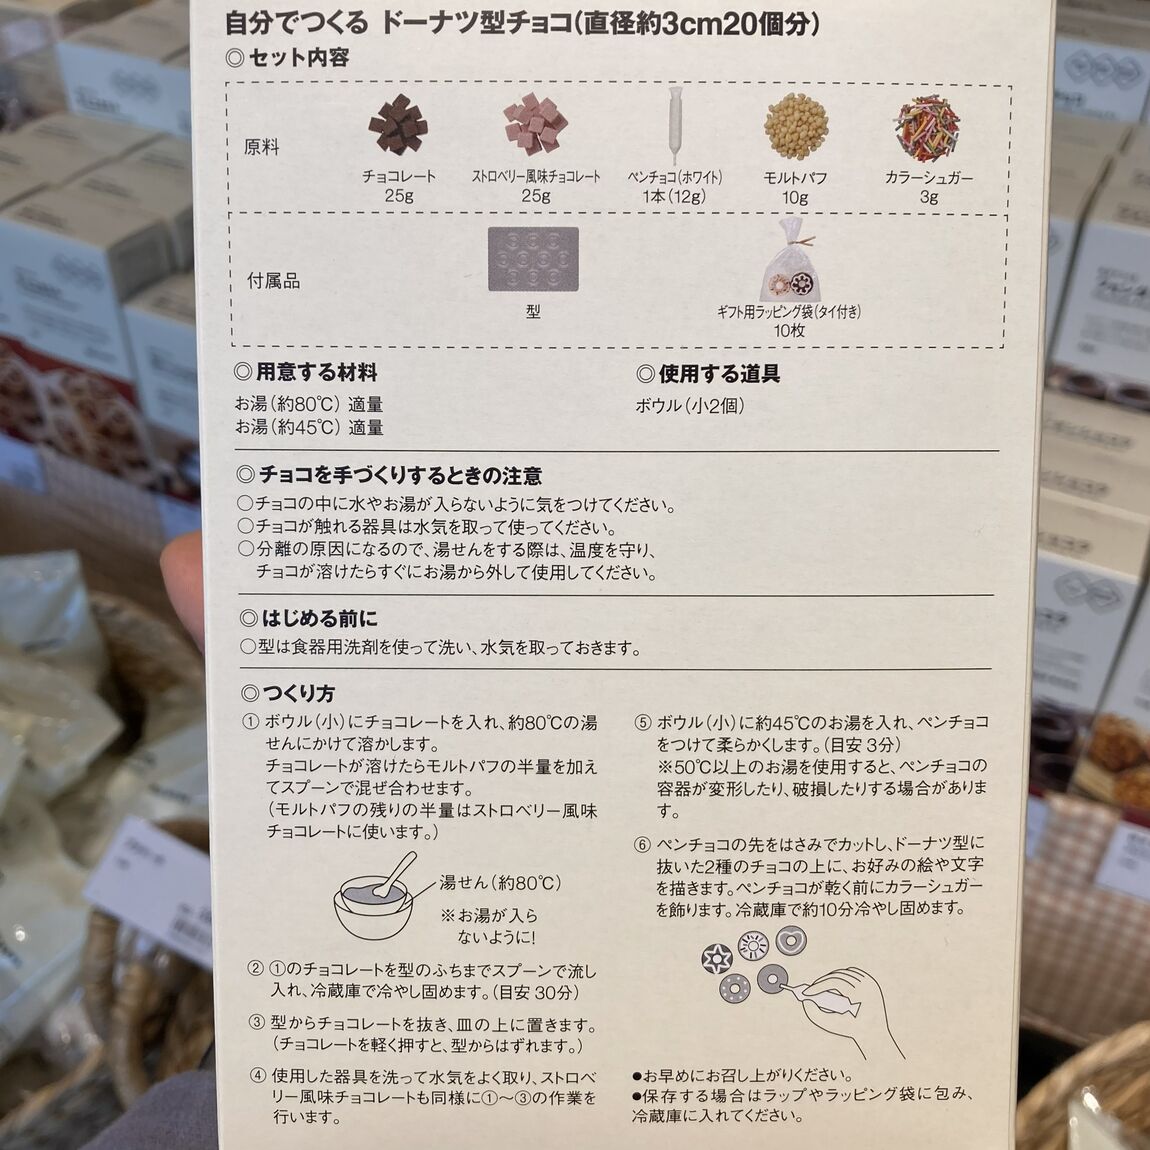 自分でつくる ドーナツ型チョコ(直径約3cm20個分)
◎ セット内容
原料
チョコレート
25g
ストロベリー風味チョコレート
25g
ペンチョコ(ホワイト)
1本(12g)
モルトパフ
10g
カラーシュガー
3g
付属品
型
ギフト用ラッピング袋(タイ付き)
10枚
◎ 用意する材料
お湯(約80℃) 適量
お湯(約45℃) 適量
◎ 使用する道具
ボウル(小2個)
◎ チョコを手づくりするときの注意
○チョコの中に水やお湯が入らないように気をつけてください。
○チョコが触れる器具は水気を取って使ってください。
○分離の原因になるので、湯せんをする際は、温度を守り、
チョコが溶けたらすぐにお湯から外して使用してください。
◎ はじめる前に
○型は食器用洗剤を使って洗い、水気を取っておきます。
◎ つくり方
① ボウル(小)にチョコレートを入れ、約80℃の湯
せんにかけて溶かします。
チョコレートが溶けたらモルトパフの半量を加え
てスプーンで混ぜ合わせます。
(モルトパフの残りの半量はストロベリー風味
チョコレートに使います。)
湯せん(約80℃)
※お湯が入ら
ないように!
② ①のチョコレートを型のふちまでスプーンで流し
入れ、冷蔵庫で冷やし固めます。(目安 30分)
③ 型からチョコレートを抜き、皿の上に置きます。
(チョコレートを軽く押すと、型からはずれます。)
④ 使用した器具を洗って水気をよく取り、ストロベ
リー風味チョコレートも同様に①〜③の作業を
行います。
⑤ ボウル(小)に約45℃のお湯を入れ、ペンチョコ
をつけて柔らかくします。(目安 3分)
※50℃以上のお湯を使用すると、ペンチョコの
容器が変形したり、破損したりする場合がありま
す。
⑥ ペンチョコの先をはさみでカットし、ドーナツ型に
抜いた2種のチョコの上に、お好みの絵や文字
を描きます。ペンチョコが乾く前にカラーシュガー
を飾ります。冷蔵庫で約10分冷やし固めます。
●お早めにお召し上がりください。
●保存する場合はラップやラッピング袋に包み、
冷蔵庫に入れてください。